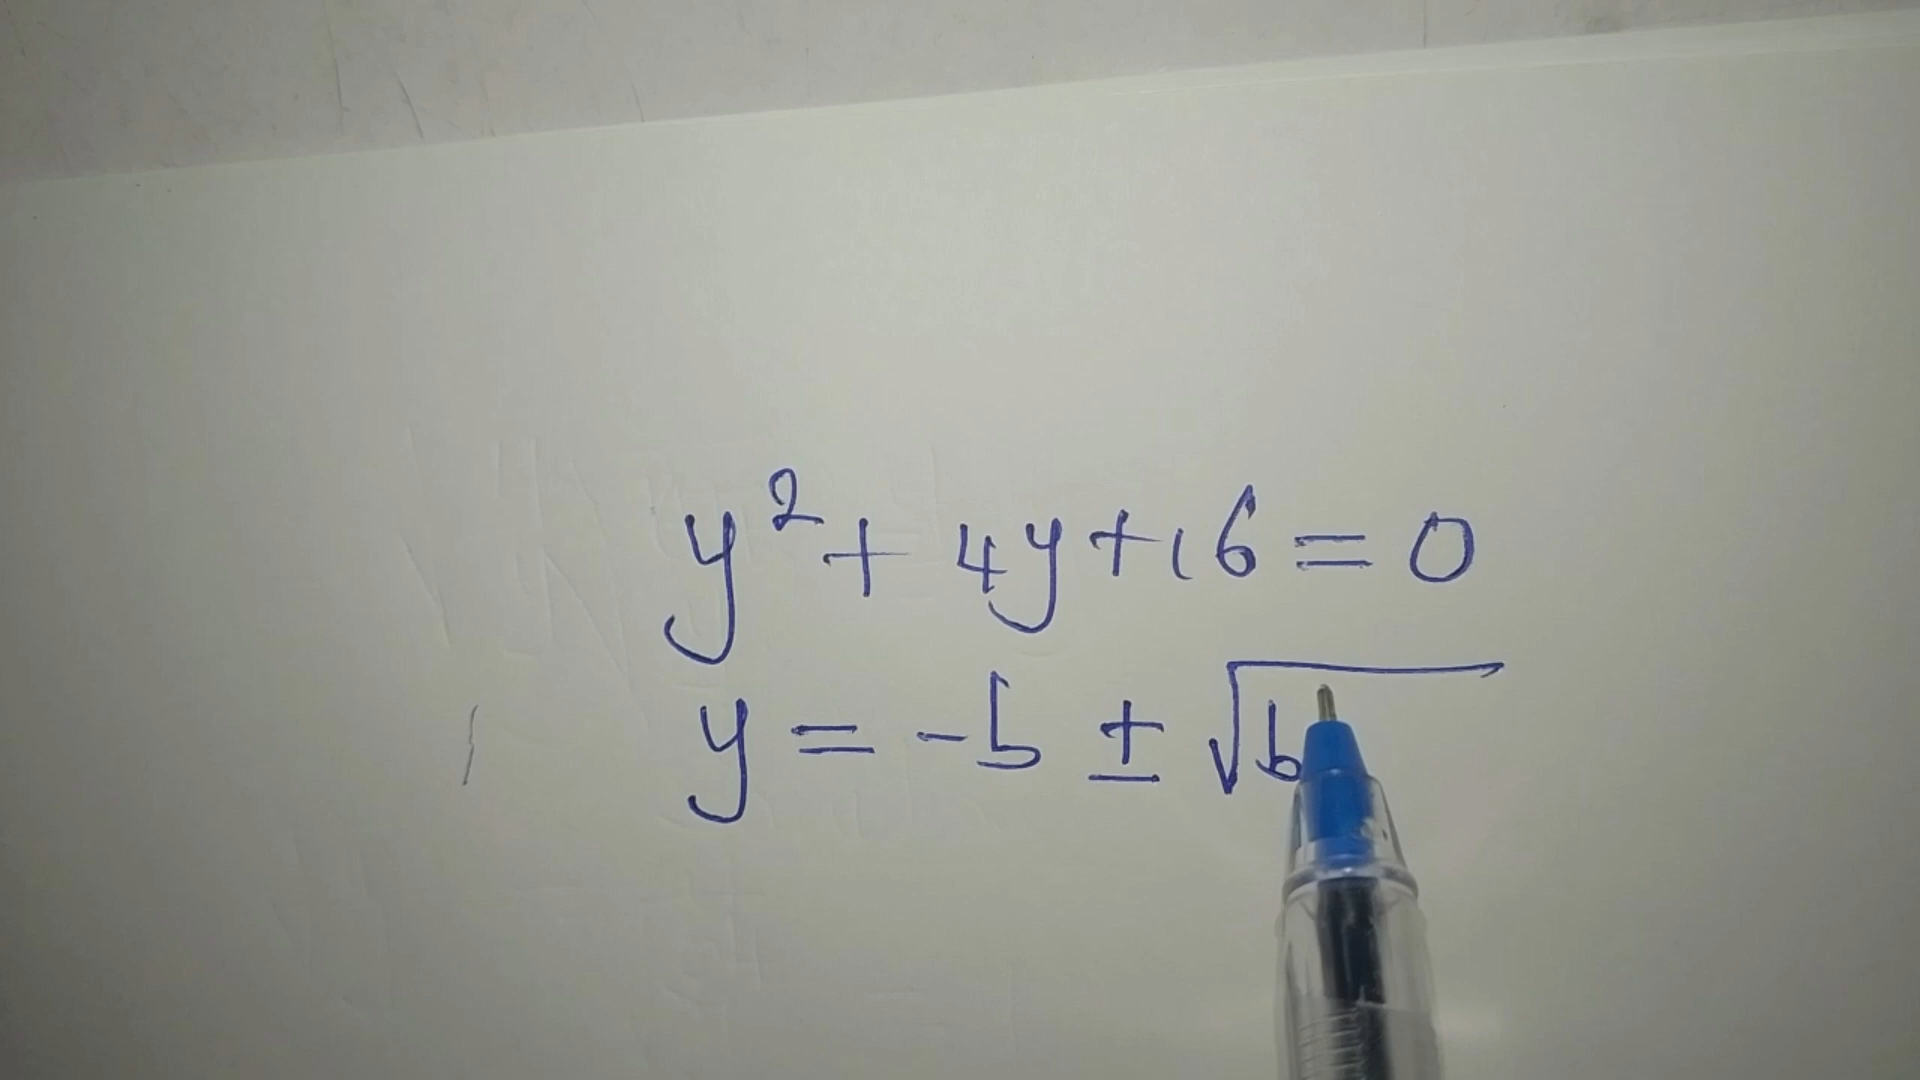 y² + 4y + 16 = 0
y = -b ± √b